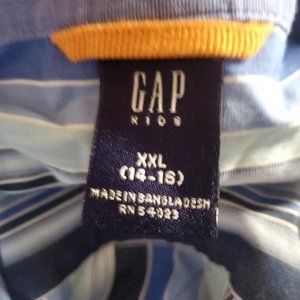 GAP
KIDS
XXL
(14-16)
MADE IN BANGLADESH
RN 54023